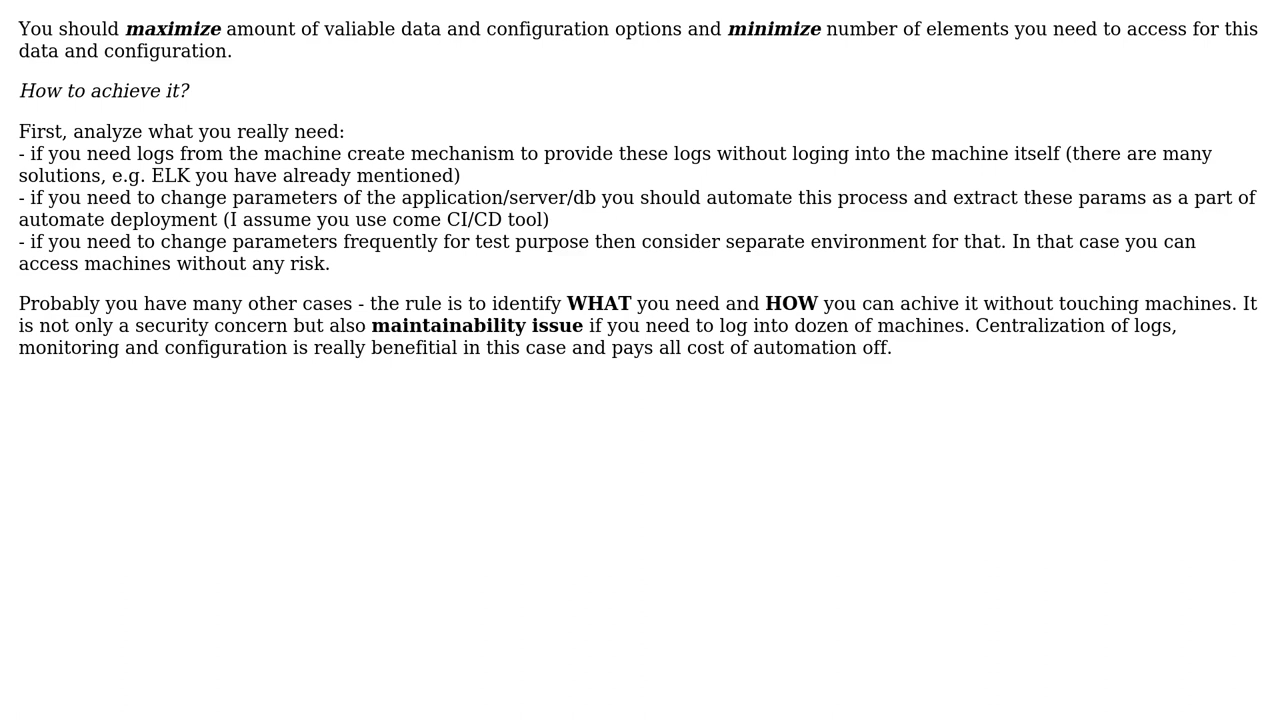 You should maximize amount of valiable data and configuration options and minimize number of elements you need to access for this
data and configuration.
How to achieve it?
First, analyze what you really need:
- if you need logs from the machine create mechanism to provide these logs without loging into the machine itself (there are many
solutions, e.g. ELK you have already mentioned)
- if you need to change parameters of the application/server/db you should automate this process and extract these params as a part of
automate deployment (I assume you use come CI/CD tool)
- if you need to change parameters frequently for test purpose then consider separate environment for that. In that case you can
access machines without any risk.
Probably you have many other cases - the rule is to identify WHAT you need and HOW you can achive it without touching machines. It
is not only a security concern but also maintainability issue if you need to log into dozen of machines. Centralization of logs,
monitoring and configuration is really benefitial in this case and pays all cost of automation off.